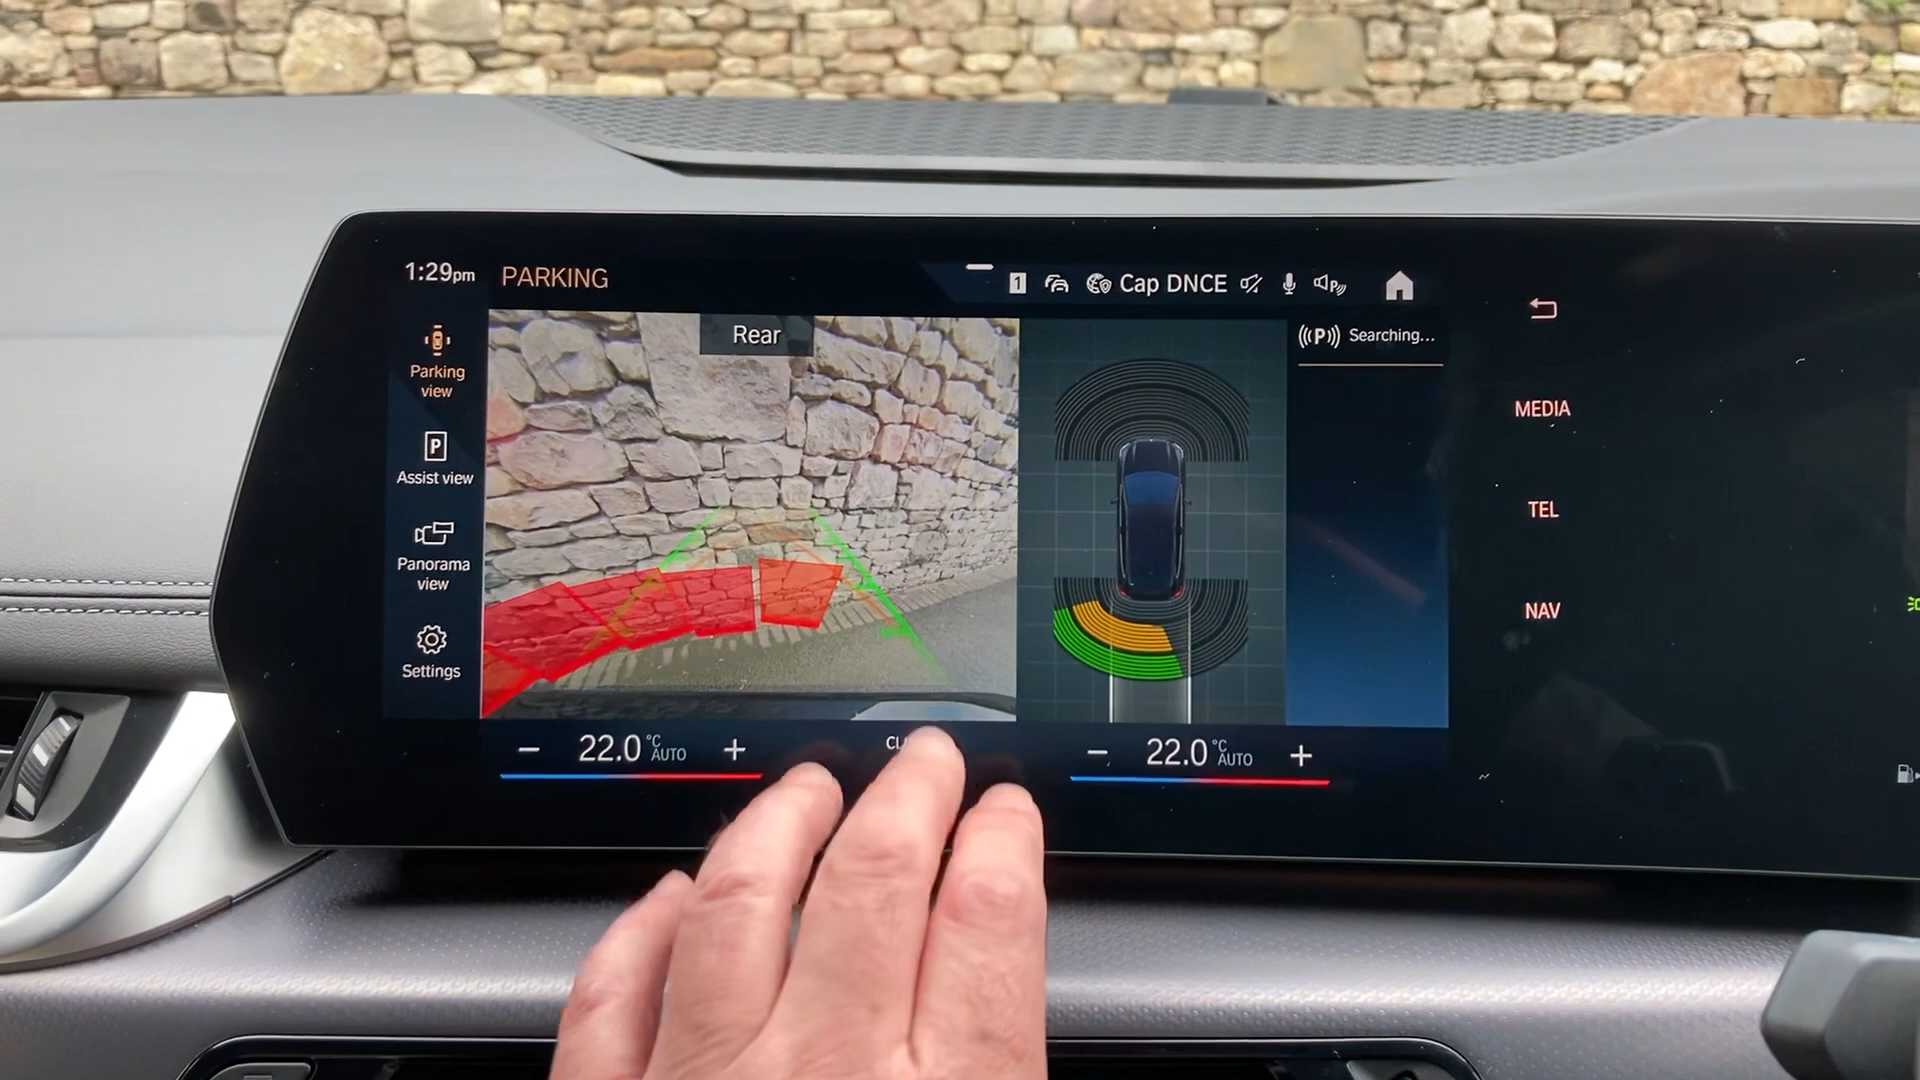 1:29pm
PARKING
1
Cap DNCE
P
Parking
view
P
Assist view
Panorama
view
Settings
Rear
((P)) Searching...
MEDIA
TEL
NAV
− 22.0 °C AUTO +
− 22.0 °C AUTO +